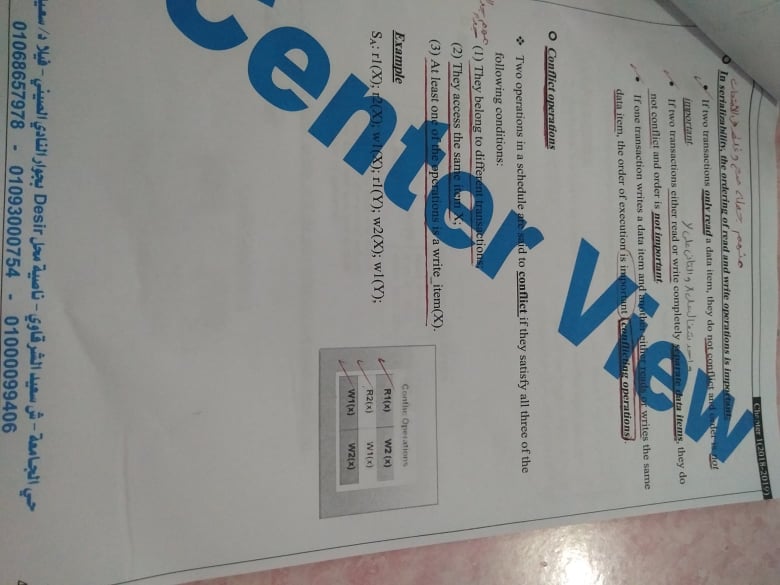 Chapter 1(2018-2019)
In serializability, the ordering of read and write operations is important:
If two transactions only read a data item, they do not conflict and order is not
important.
If two transactions either read or write completely separate data items, they do
not conflict and order is not important.
If one transaction writes a data item and another either reads or writes the same
data item, the order of execution is important (conflicting operations).
Conflict operations
Two operations in a schedule are said to conflict if they satisfy all three of the
following conditions:
(1) They belong to different transactions;
(2) They access the same item X;
(3) At least one of the operations is a write_item(X).
Example
SA: r1(X); r2(X); w1(X); r1(Y); w2(X); w1(Y);
Conflic Operations
R1(x) W2 (x)
R2(x) W1(x)
W1(x) W2(x)
Center View
حي الجامعة - ش سعيد الشرقاوي - ناصية محل Desir بجوار النادي الصيني - فيلا د/ سمير
01068657978 - 01093000754 - 01000099406